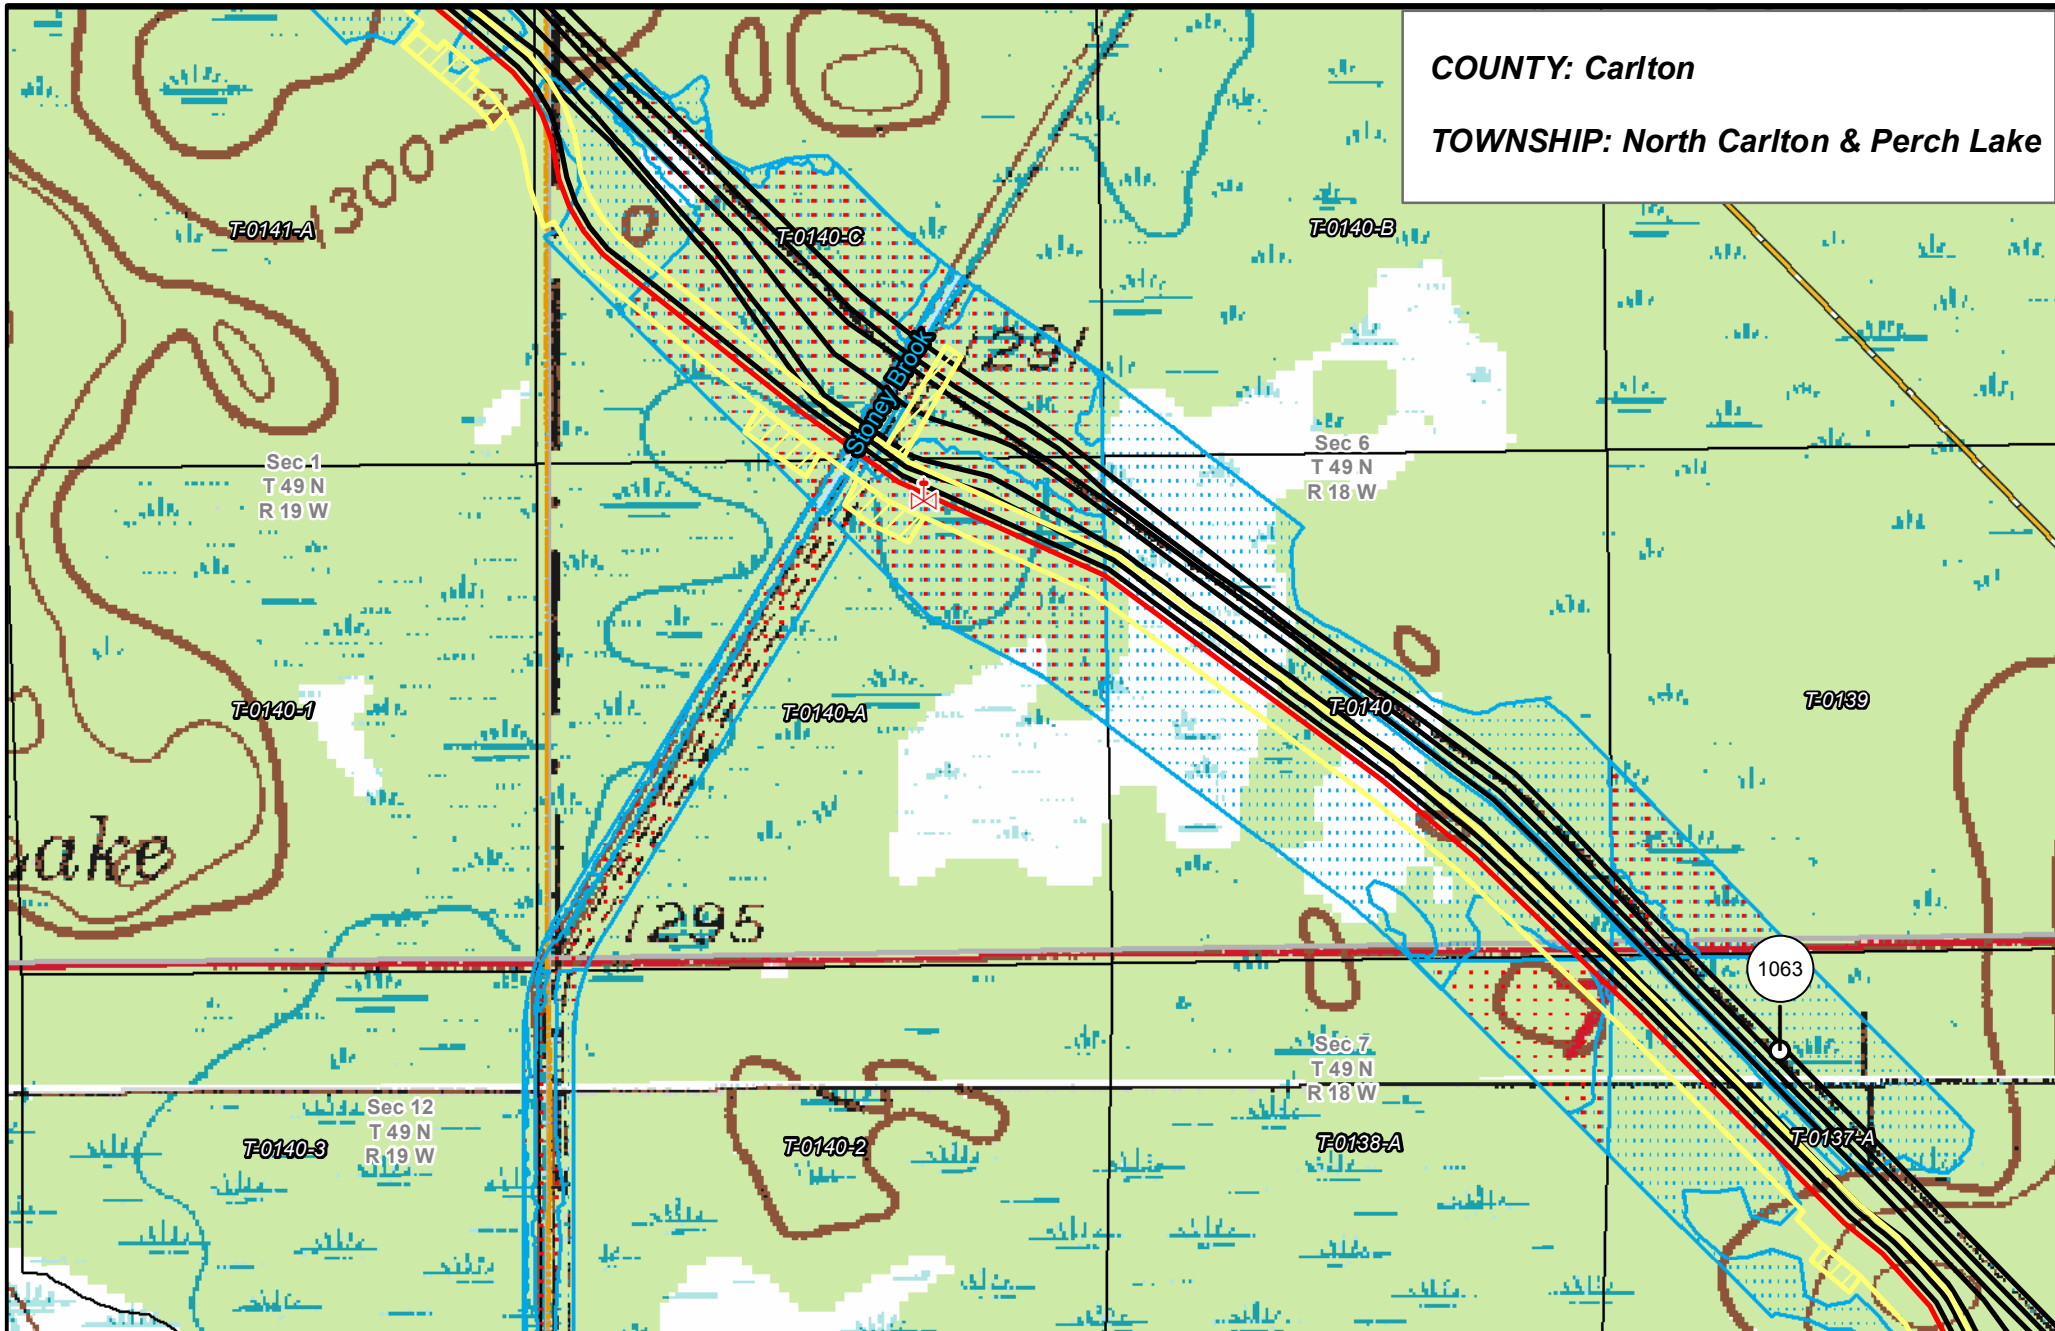 COUNTY: Carlton
TOWNSHIP: North Carlton & Perch Lake
1300
T-0141-A
T-0140-C
T-0140-B
Stoney Brook
1291
Sec 1
T 49 N
R 19 W
Sec 6
T 49 N
R 18 W
T-0140-1
T-0140-A
T-0140
T-0139
ake
1295
1063
Sec 7
T 49 N
R 18 W
Sec 12
T 49 N
R 19 W
T-0140-3
T-0140-2
T-0138-A
T-0137-A